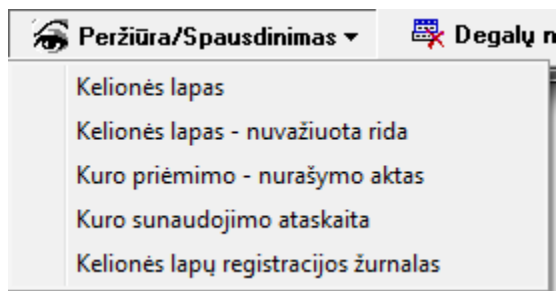 Peržiūra/Spausdinimas Degalų
Kelionės lapas
Kelionės lapas - nuvažiuota rida
Kuro priėmimo - nurašymo aktas
Kuro sunaudojimo ataskaita
Kelionės lapų registracijos žurnalas